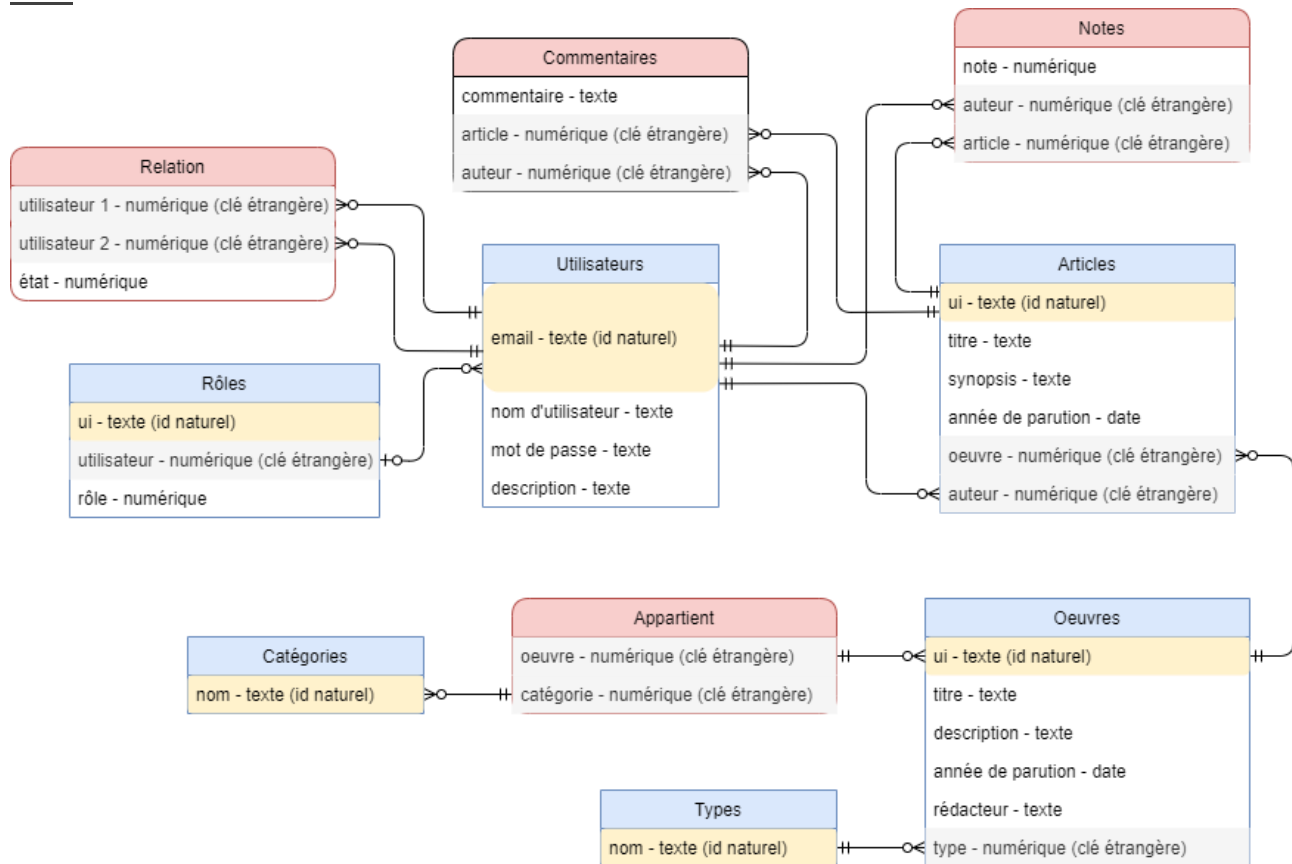 Notes
note - numérique
auteur - numérique (clé étrangère)
article - numérique (clé étrangère)
Commentaires
commentaire - texte
article - numérique (clé étrangère)
auteur - numérique (clé étrangère)
Relation
utilisateur 1 - numérique (clé étrangère)
utilisateur 2 - numérique (clé étrangère)
état - numérique
Utilisateurs
email - texte (id naturel)
nom d'utilisateur - texte
mot de passe - texte
description - texte
Articles
ui - texte (id naturel)
titre - texte
synopsis - texte
année de parution - date
oeuvre - numérique (clé étrangère)
auteur - numérique (clé étrangère)
Rôles
ui - texte (id naturel)
utilisateur - numérique (clé étrangère)
rôle - numérique
Catégories
nom - texte (id naturel)
Appartient
oeuvre - numérique (clé étrangère)
catégorie - numérique (clé étrangère)
Oeuvres
ui - texte (id naturel)
titre - texte
description - texte
année de parution - date
rédacteur - texte
type - numérique (clé étrangère)
Types
nom - texte (id naturel)